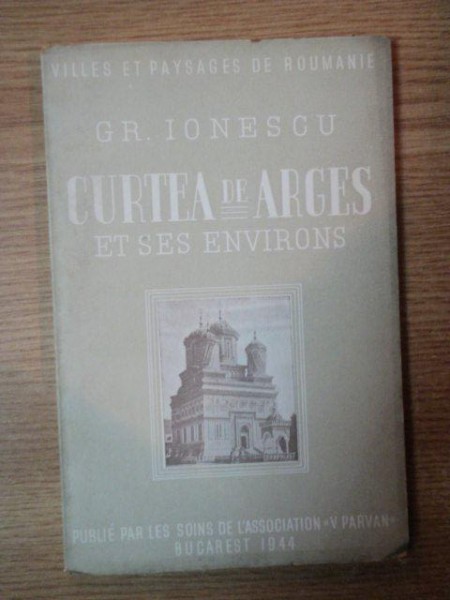 VILLES ET PAYSAGES DE ROUMANIE
GR. IONESCU
CURTEA DE ARGES
ET SES ENVIRONS
PUBLIÉ PAR LES SOINS DE L'ASSOCIATION «V PARVAN»
BUCAREST 1944